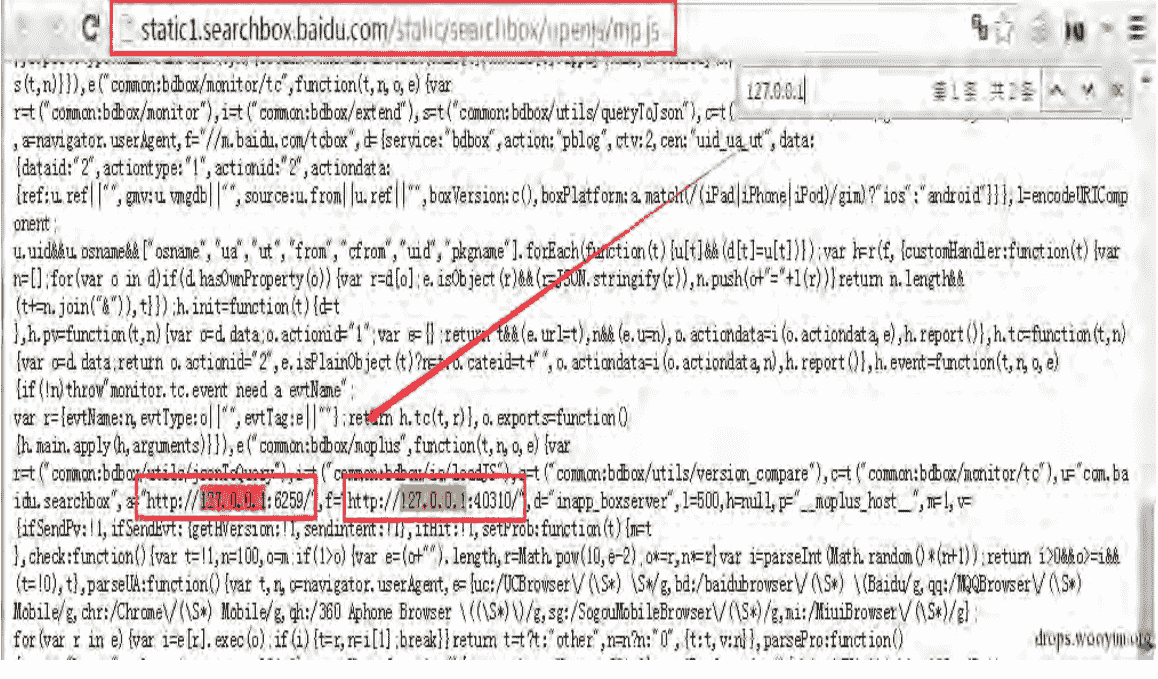 static1.searchbox.baidu.com/static/searchbox/openjs/mp.js
127.0.0.1 第1条 共2条
s(t,n)}}),e("common:bdbox/monitor/tc",function(t,n,o,e){var
r=t("common:bdbox/monitor"),i=t("common:bdbox/extend"),s=t("common:bdbox/utils/queryToJson"),c=t(
,a=navigator.userAgent,f="//m.baidu.com/tcbox",d={service:"bdbox",action:"pblog",ctv:2,cen:"uid_ua_ut",data:
{dataid:"2",actiontype:"1",actionid:"2",actiondata:
{ref:u.ref||"",gmv:u.vmgdb||"",source:u.from||u.ref||"",boxVersion:c(),boxPlatform:a.match(/(iPad|iPhone|iPod)/gim)?"ios":"android"}}},l=encodeURIComp
onent;
u.uid&&u.osname&&["osname","ua","ut","from","cfrom","uid","pkgname"].forEach(function(t){u[t]&&(d[t]=u[t])});var h=r(f,{customHandler:function(t){var
n=[];for(var o in d)if(d.hasOwnProperty(o)){var r=d[o];e.isObject(r)&&(r=JSON.stringify(r)),n.push(o+"="+l(r))}return n.length&&
(t+=n.join("&")),t}});h.init=function(t){d=t
},h.pv=function(t,n){var o=d.data;o.actionid="1";var e={};return t&&(e.url=t),n&&(e.u=n),o.actiondata=i(o.actiondata,e),h.report()},h.tc=function(t,n)
{var o=d.data;return o.actionid="2",e.isPlainObject(t)?n=t:o.cateid=t+"",o.actiondata=i(o.actiondata,n),h.report()},h.event=function(t,n,o,e)
{if(!n)throw"monitor.tc.event need a evtName";
var r={evtName:n,evtType:o||"",evtTag:e||""};return h.tc(t,r)},o.exports=function()
{h.main.apply(h,arguments)}}),e("common:bdbox/moplus",function(t,n,o,e){var
r=t("common:bdbox/utils/jsonToQuery"),i=t("common:bdbox/io/loadJS"),s=t("common:bdbox/utils/version_compare"),c=t("common:bdbox/monitor/tc"),u="com.ba
idu.searchbox",a="http://127.0.0.1:6259/",f="http://127.0.0.1:40310/",d="inapp_boxserver",l=500,h=null,p="__moplus_host__",m=1,v=
{ifSendPv:!1,ifSendEvt:{getHVersion:!1,sendintent:!1},ifHit:!1,setProb:function(t){m=t
},check:function(){var t=!1,n=100,o=m;if(1>o){var e=(o+"").length,r=Math.pow(10,e-2);o*=r,n*=r}var i=parseInt(Math.random()*(n+1));return i>0&&o>=i&&
(t=!0),t},parseUA:function(){var t,n,o=navigator.userAgent,e={uc:/UCBrowser\/(\S*) \S*/g,bd:/baidubrowser\/(\S*) \(Baidu/g,qq:/MQQBrowser\/(\S*)
Mobile/g,chr:/Chrome\/(\S*) Mobile/g,qh:/360 Aphone Browser \((\S*)\)/g,sg:/SogouMobileBrowser\/(\S*)/g,mi:/MiuiBrowser\/(\S*)/g};
for(var r in e){var i=e[r].exec(o);if(i){t=r,n=i[1];break}}return t=t?t:"other",n=n?n:"0",{t:t,v:n}},parsePro:function()
drops.wooyun.org